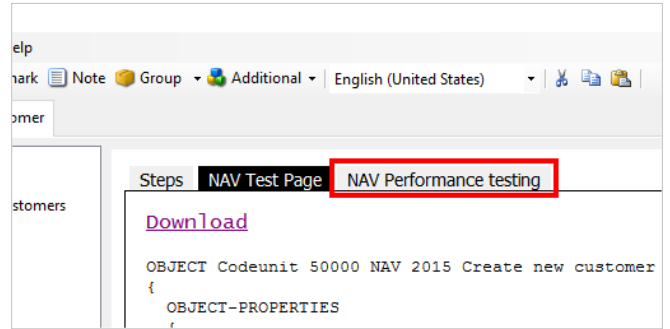 elp
nark Note Group Additional English (United States)
omer
stomers
Steps NAV Test Page NAV Performance testing
Download
OBJECT Codeunit 50000 NAV 2015 Create new customer
{
OBJECT-PROPERTIES
{